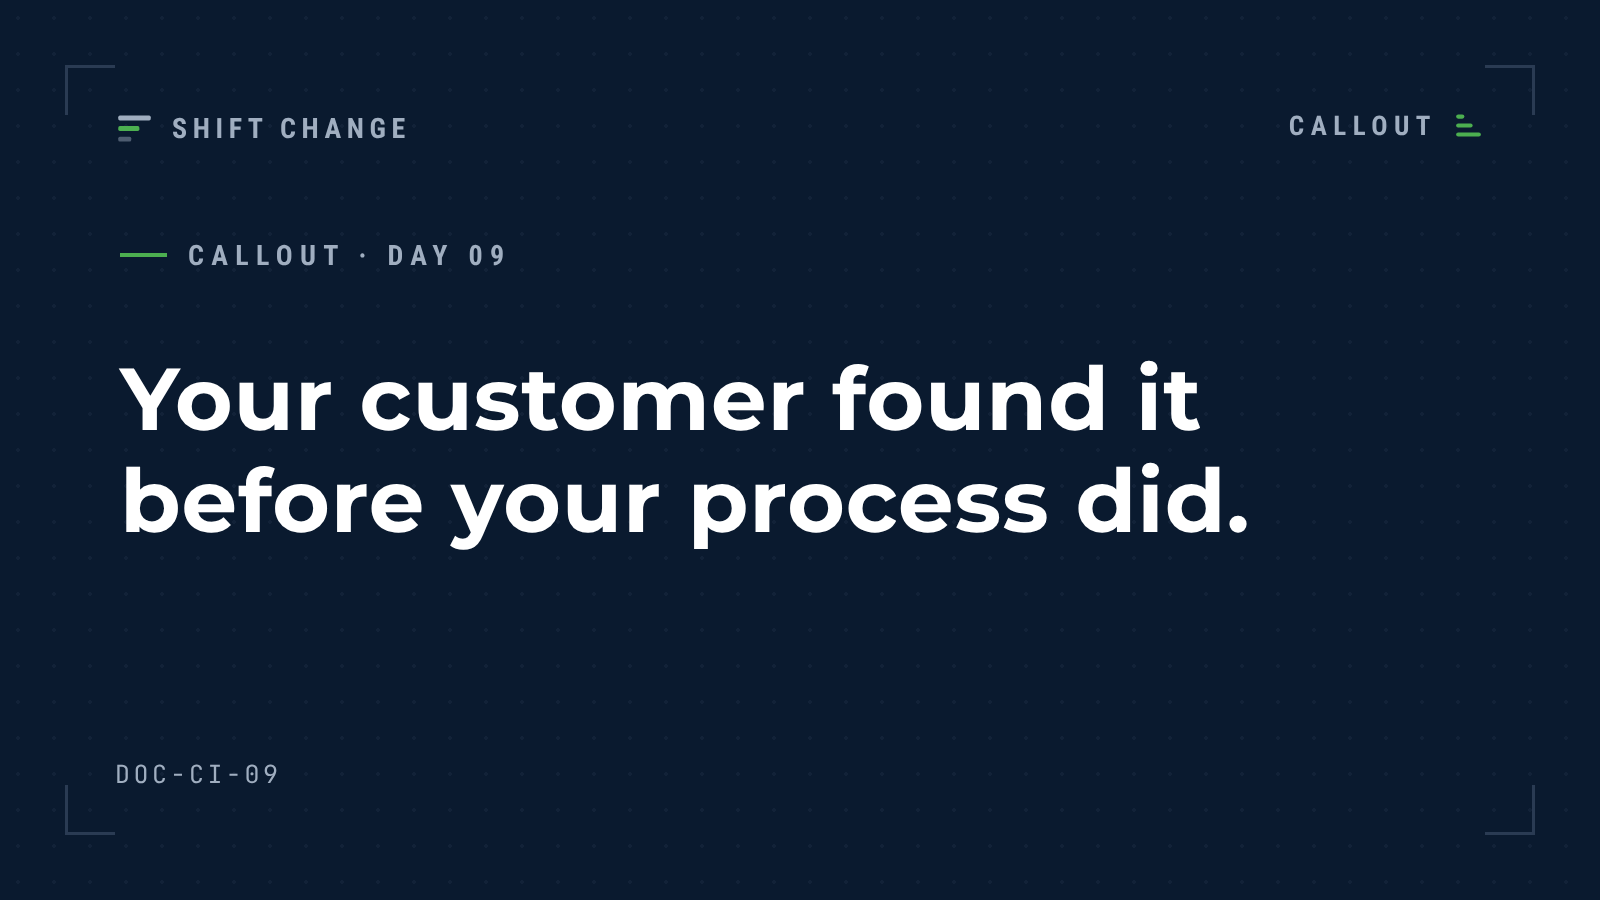 SHIFT CHANGE
CALLOUT
CALLOUT · DAY 09
Your customer found it
before your process did.
DOC-CI-09